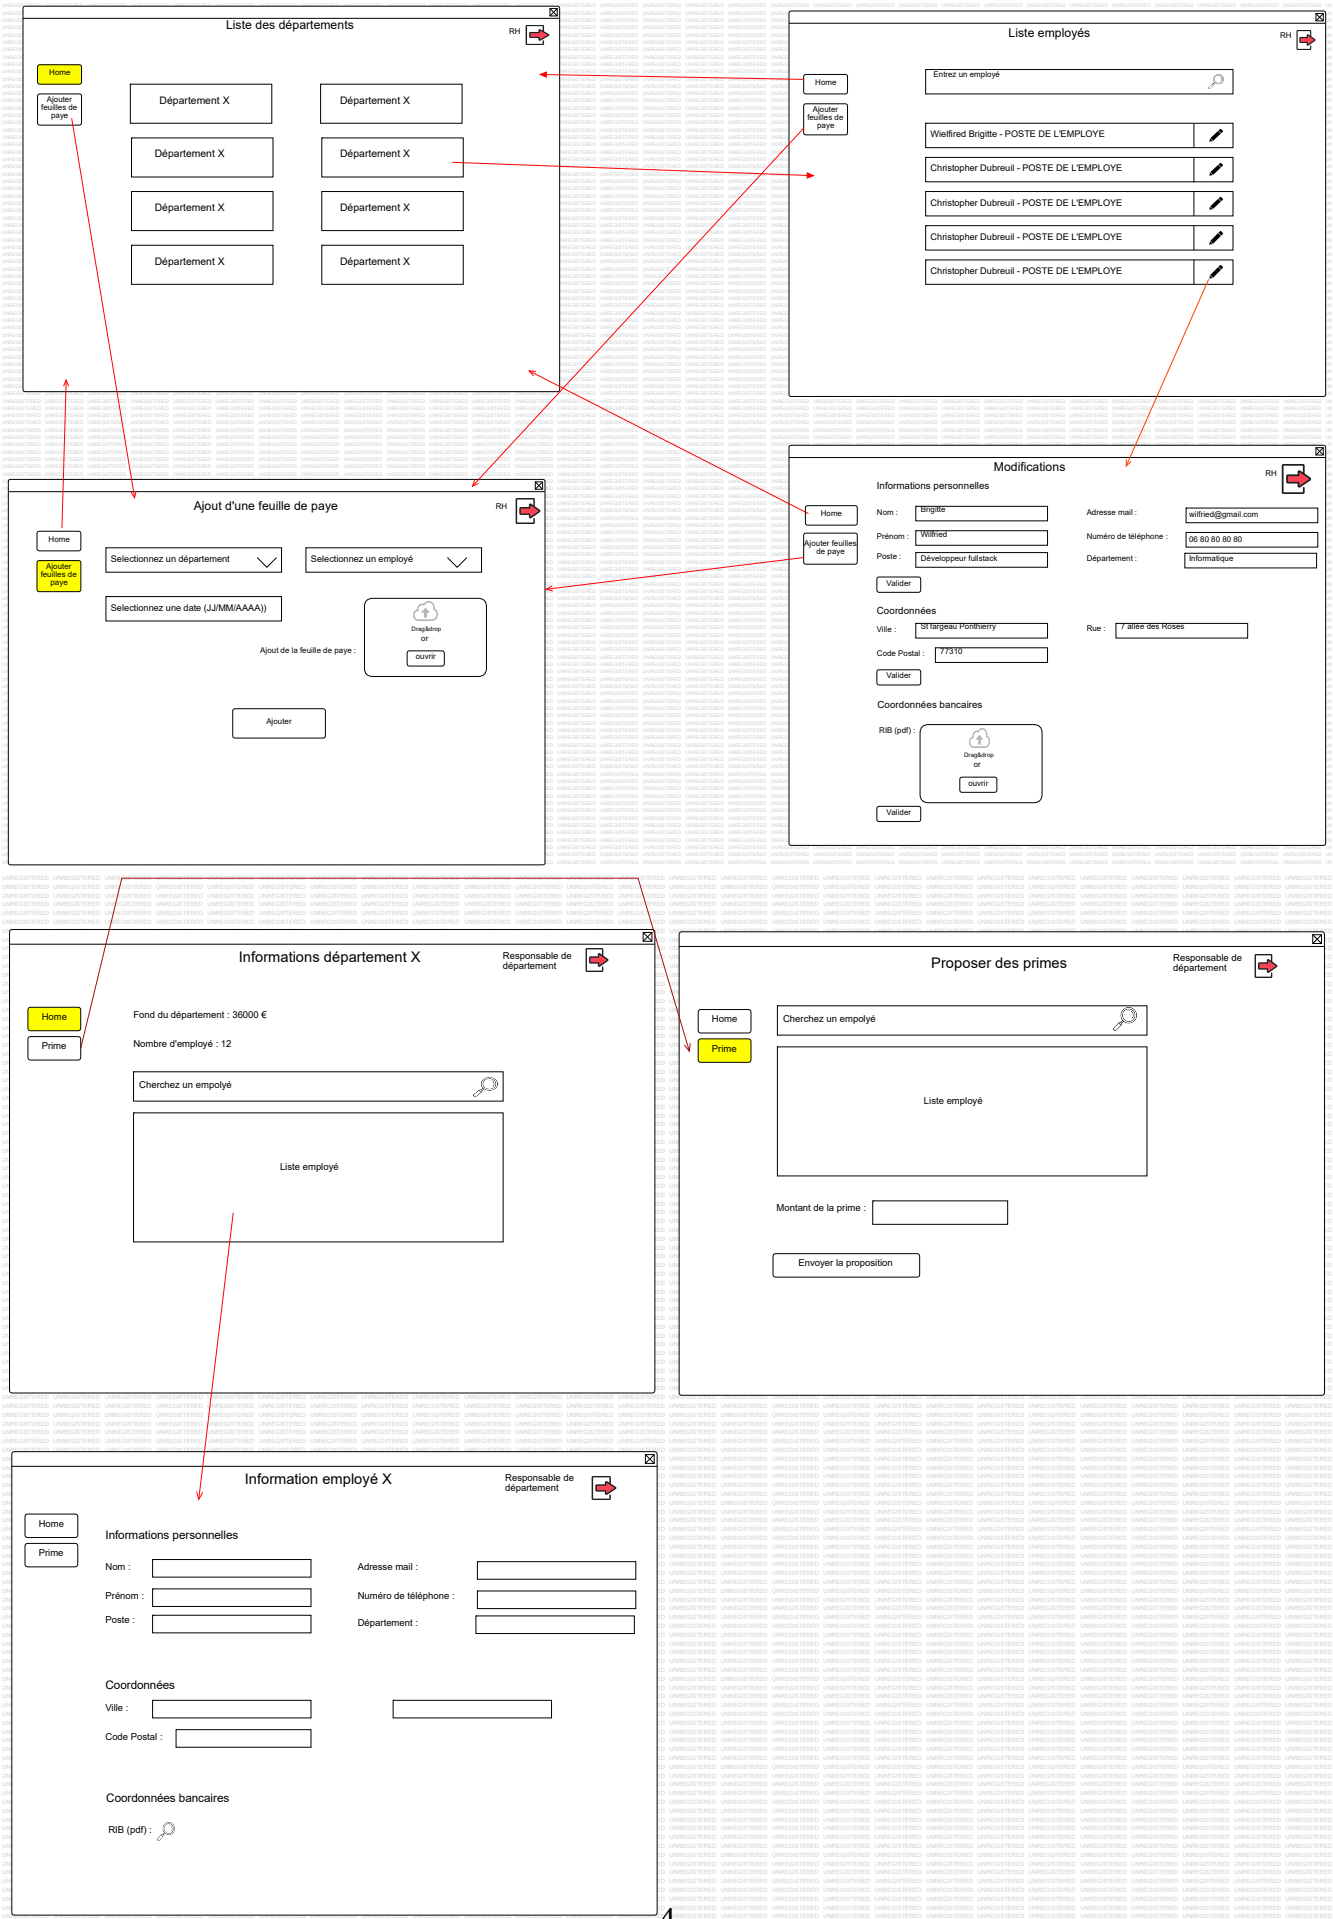 Liste des départements
RH
Home
Ajouter
feuilles de
paye
Département X
Département X
Département X
Département X
Département X
Département X
Département X
Département X
Liste employés
RH
Home
Ajouter
feuilles de
paye
Entrez un employé
Wielfired Brigitte - POSTE DE L'EMPLOYE
Christopher Dubreuil - POSTE DE L'EMPLOYE
Christopher Dubreuil - POSTE DE L'EMPLOYE
Christopher Dubreuil - POSTE DE L'EMPLOYE
Christopher Dubreuil - POSTE DE L'EMPLOYE
Ajout d'une feuille de paye
RH
Home
Ajouter
feuilles de
paye
Selectionnez un département
Selectionnez un employé
Selectionnez une date (JJ/MM/AAAA))
Ajout de la feuille de paye :
Drag&drop
or
ouvrir
Ajouter
Modifications
RH
Informations personnelles
Home
Ajouter feuilles
de paye
Nom :
Brigitte
Adresse mail :
wilfried@gmail.com
Prénom :
Wilfried
Numéro de téléphone :
06 80 80 80 80
Poste :
Développeur fullstack
Département :
Informatique
Valider
Coordonnées
Ville :
St fargeau Ponthierry
Rue :
7 allée des Roses
Code Postal :
77310
Valider
Coordonnées bancaires
RIB (pdf) :
Drag&drop
or
ouvrir
Valider
Informations département X
Responsable de
département
Home
Prime
Fond du département : 36000 €
Nombre d'employé : 12
Cherchez un empolyé
Liste employé
Proposer des primes
Responsable de
département
Home
Prime
Cherchez un empolyé
Liste employé
Montant de la prime :
Envoyer la proposition
Information employé X
Responsable de
département
Home
Prime
Informations personnelles
Nom :
Adresse mail :
Prénom :
Numéro de téléphone :
Poste :
Département :
Coordonnées
Ville :
Code Postal :
Coordonnées bancaires
RIB (pdf) :
4